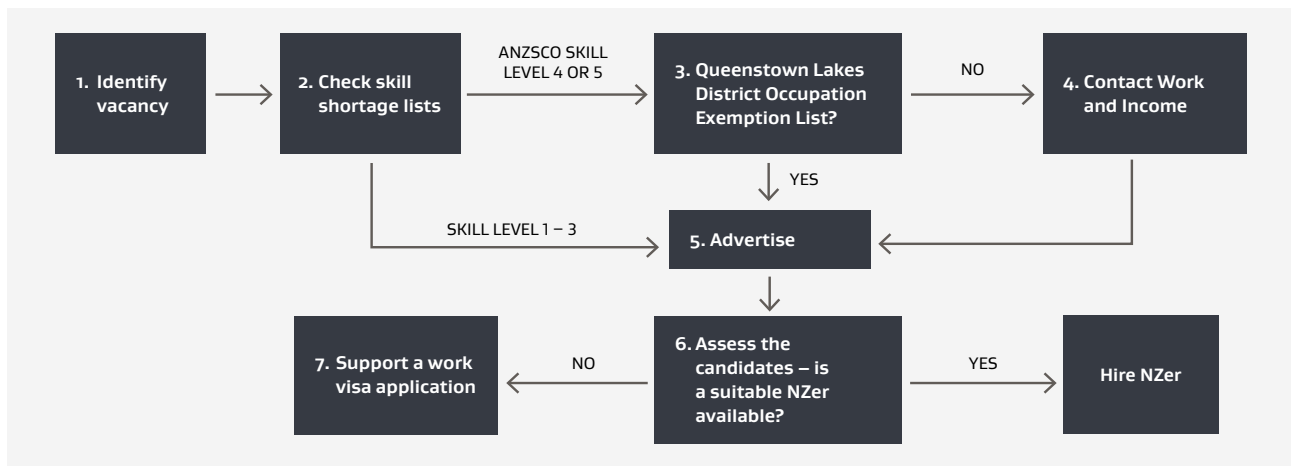 1. Identify
vacancy
2. Check skill
shortage lists
ANZSCO SKILL
LEVEL 4 OR 5
3. Queenstown Lakes
District Occupation
Exemption List?
NO
4. Contact Work
and Income
YES
SKILL LEVEL 1 – 3
5. Advertise
7. Support a work
visa application
NO
6. Assess the
candidates – is
a suitable NZer
available?
YES
Hire NZer